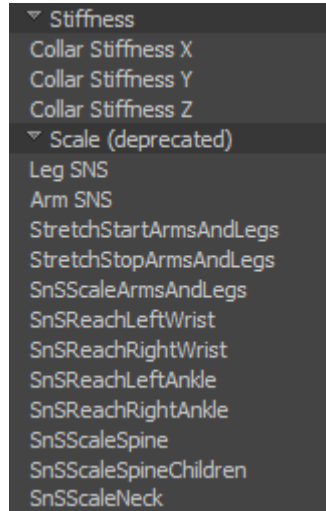 Stiffness
Collar Stiffness X
Collar Stiffness Y
Collar Stiffness Z
Scale (deprecated)
Leg SNS
Arm SNS
StretchStartArmsAndLegs
StretchStopArmsAndLegs
SnSScaleArmsAndLegs
SnSReachLeftWrist
SnSReachRightWrist
SnSReachLeftAnkle
SnSReachRightAnkle
SnSScaleSpine
SnSScaleSpineChildren
SnSScaleNeck